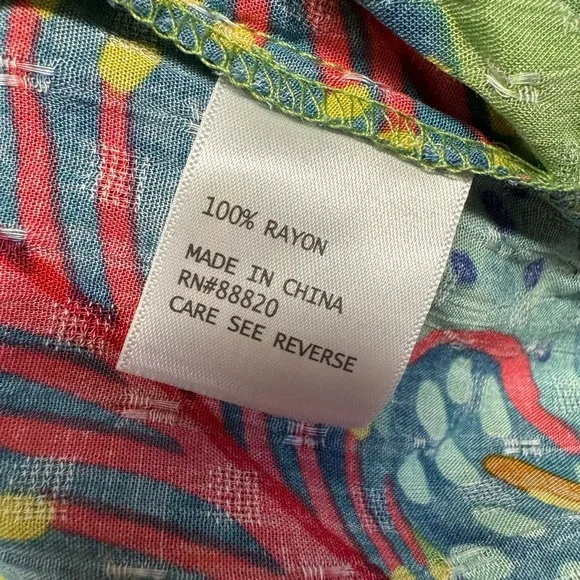 100% RAYON
MADE IN CHINA
RN#88820
CARE SEE REVERSE